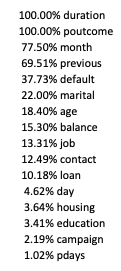 100.00% duration
100.00% poutcome
77.50% month
69.51% previous
37.73% default
22.00% marital
18.40% age
15.30% balance
13.31% job
12.49% contact
10.18% loan
4.62% day
3.64% housing
3.41% education
2.19% campaign
1.02% pdays